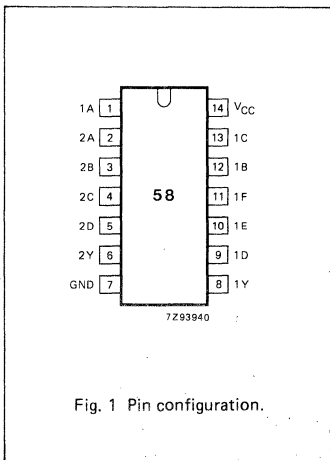 1A 1 14 VCC
2A 2 13 1C
2B 3 12 1B
2C 4 58 11 1F
2D 5 10 1E
2Y 6 9 1D
GND 7 8 1Y
7Z93940
Fig. 1 Pin configuration.